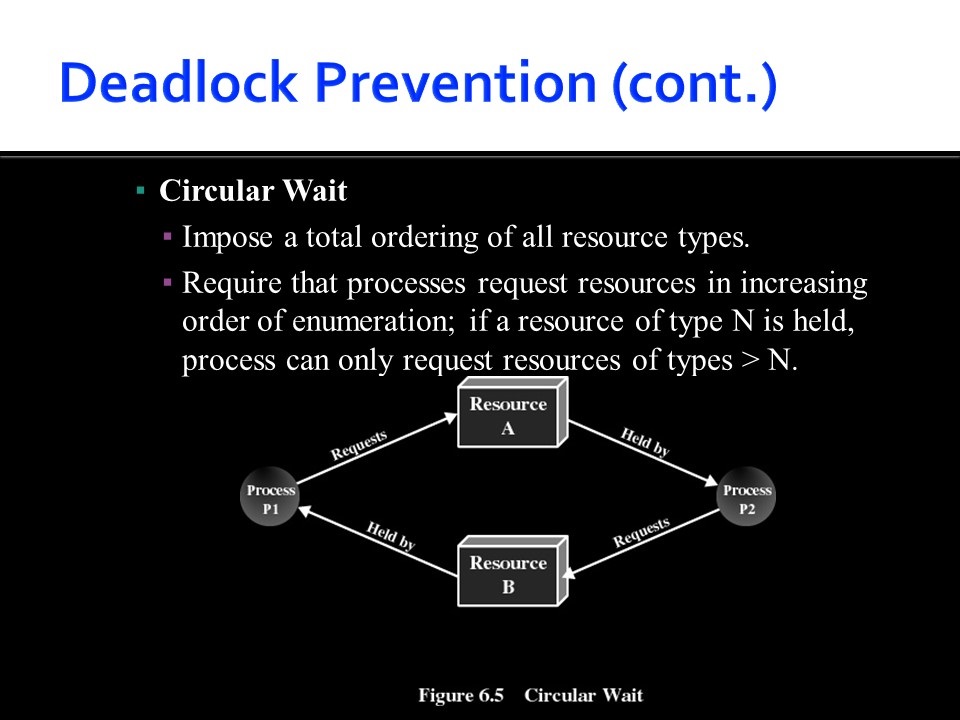 Deadlock Prevention (cont.)
▪ Circular Wait
▪ Impose a total ordering of all resource types.
▪ Require that processes request resources in increasing
order of enumeration; if a resource of type N is held,
process can only request resources of types > N.
Resource
A
Requests
Held by
Process
P1
Process
P2
Held by
Requests
Resource
B
Figure 6.5 Circular Wait